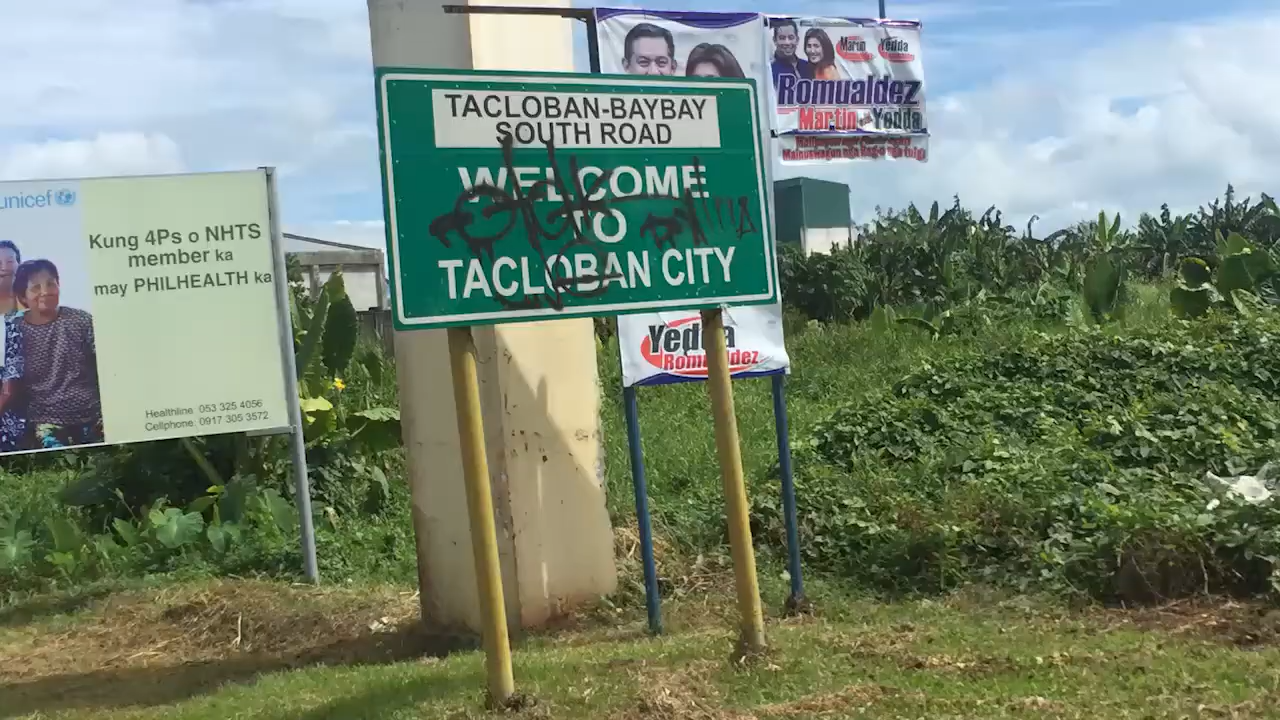 unicef
Kung 4Ps o NHTS
member ka
may PHILHEALTH ka
Healthline: 053 325 4056
Cellphone: 0917 305 3572
TACLOBAN-BAYBAY
SOUTH ROAD
WELCOME
TO
TACLOBAN CITY
Martin Yedda
Romualdez
Martin Yedda
Yedda
Romualdez